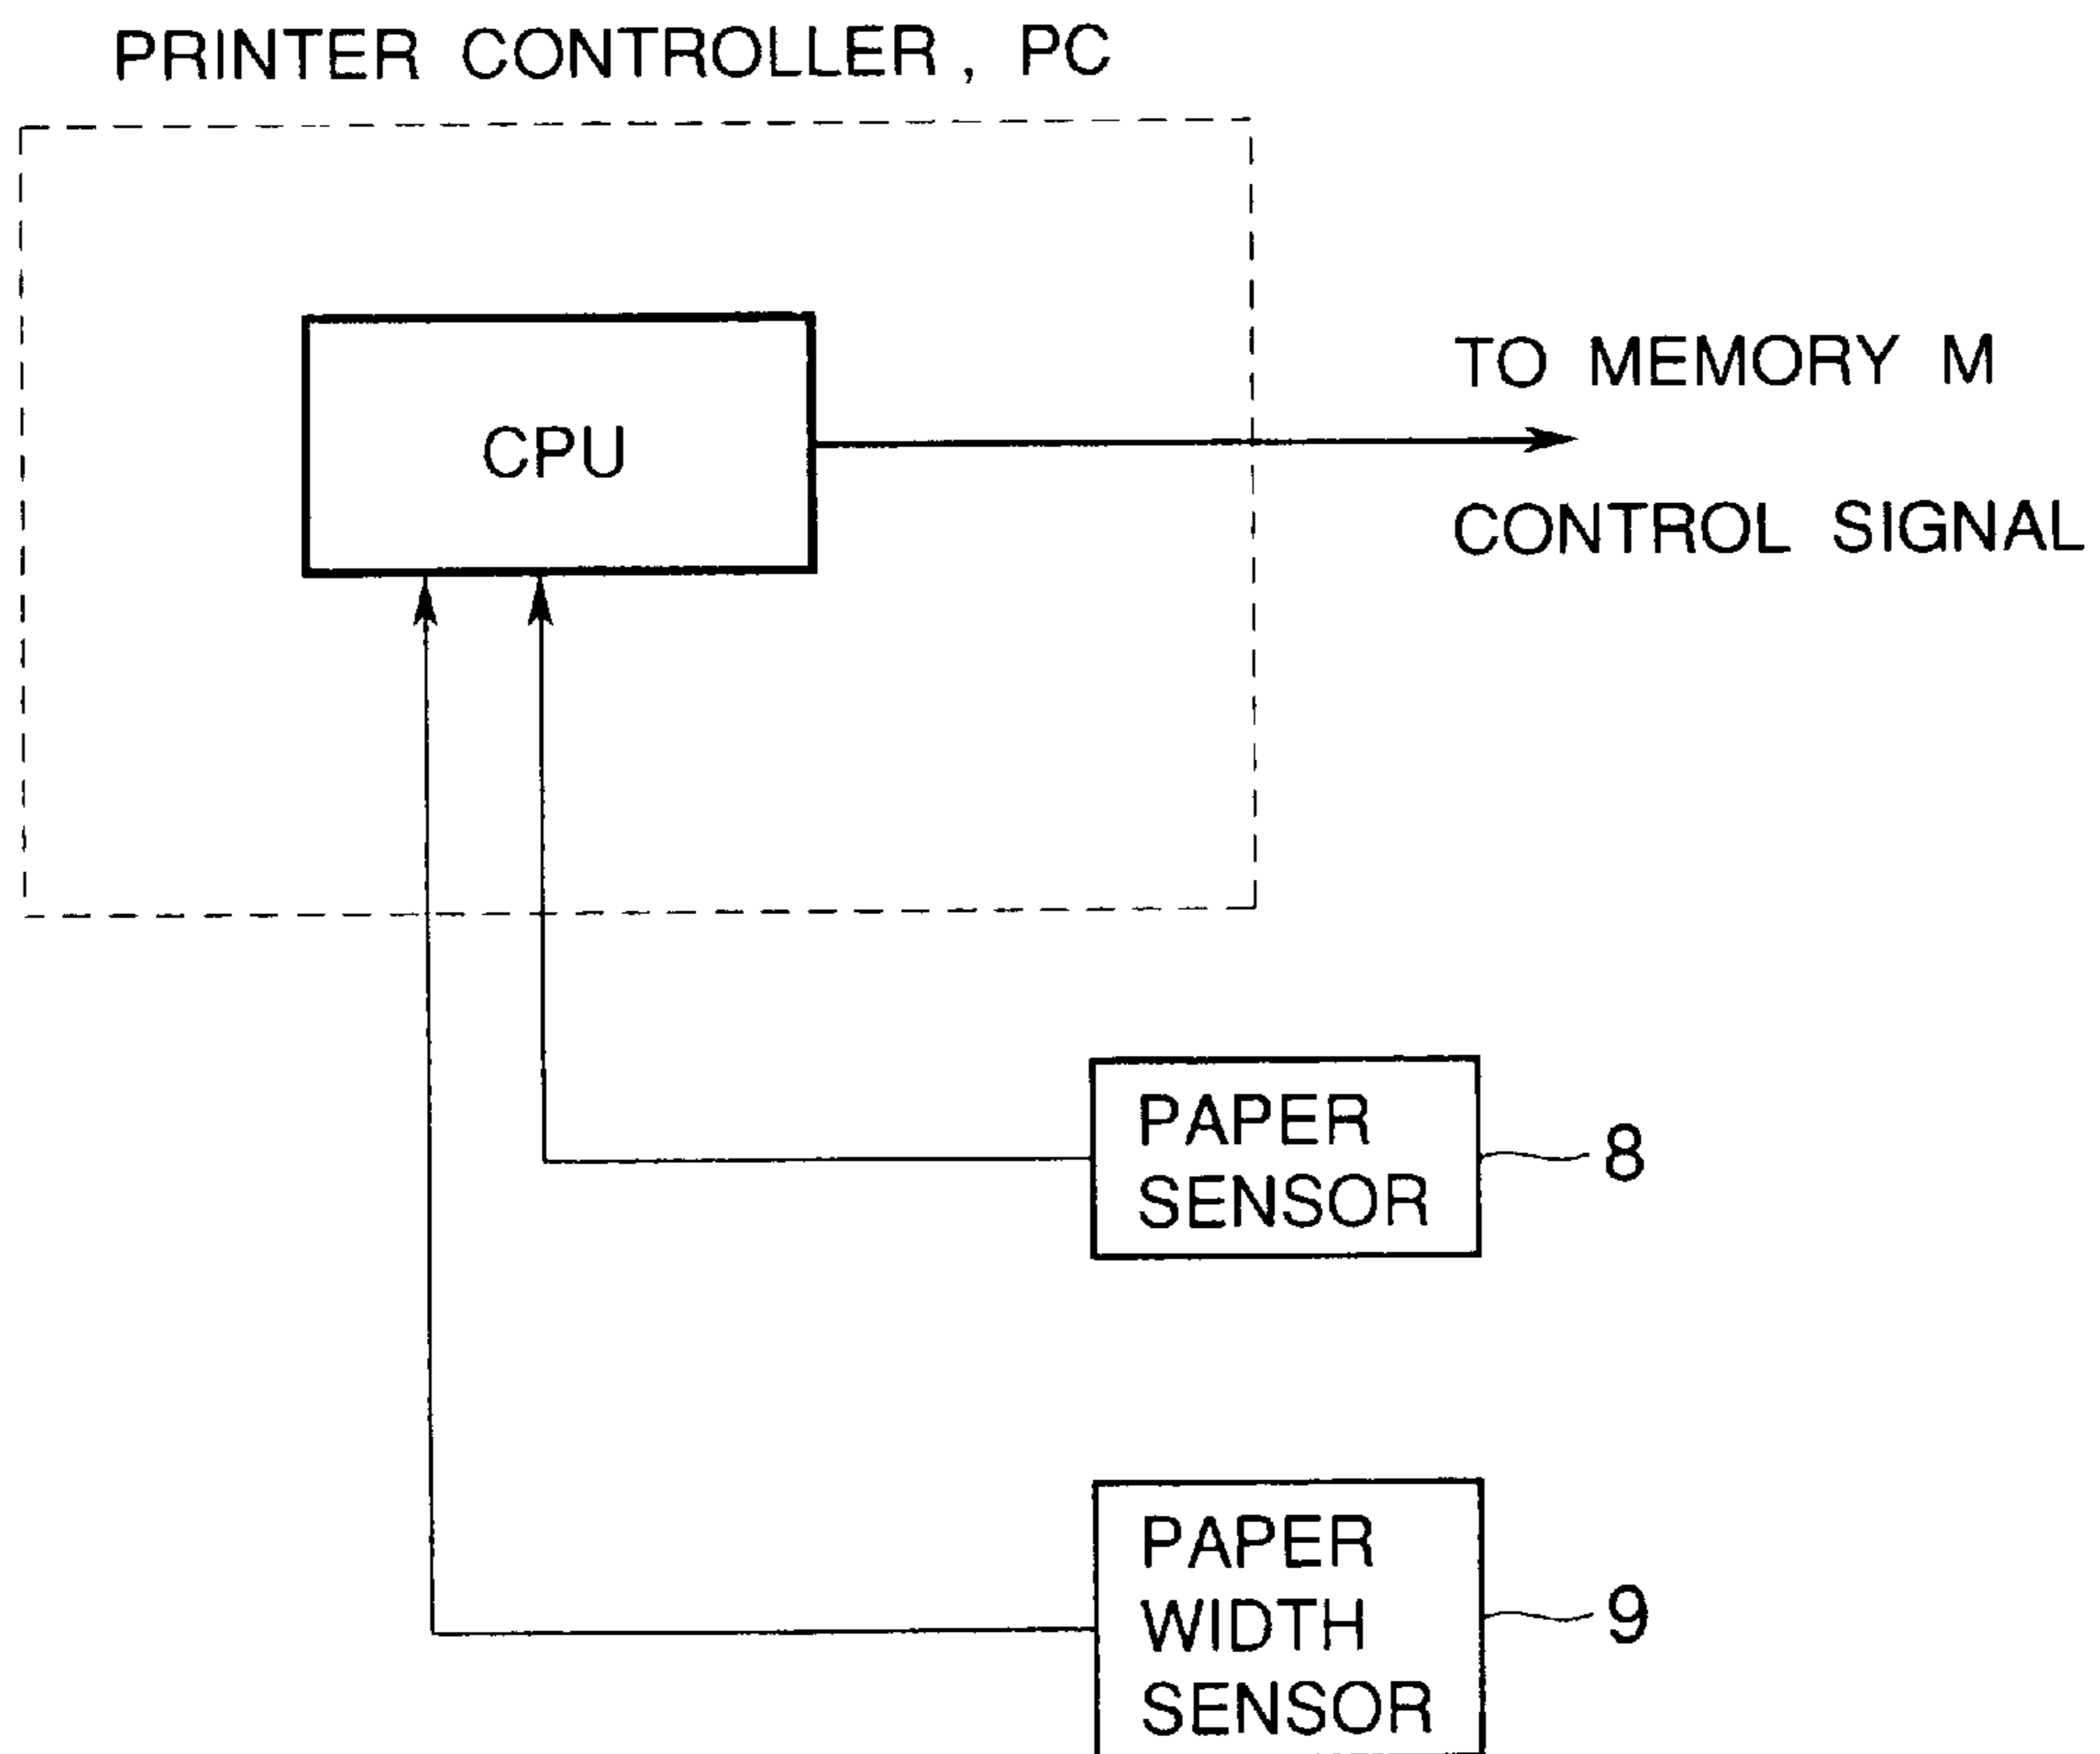 PRINTER CONTROLLER, PC
TO MEMORY M
CPU
CONTROL SIGNAL
PAPER
SENSOR
8
PAPER
WIDTH
SENSOR
9